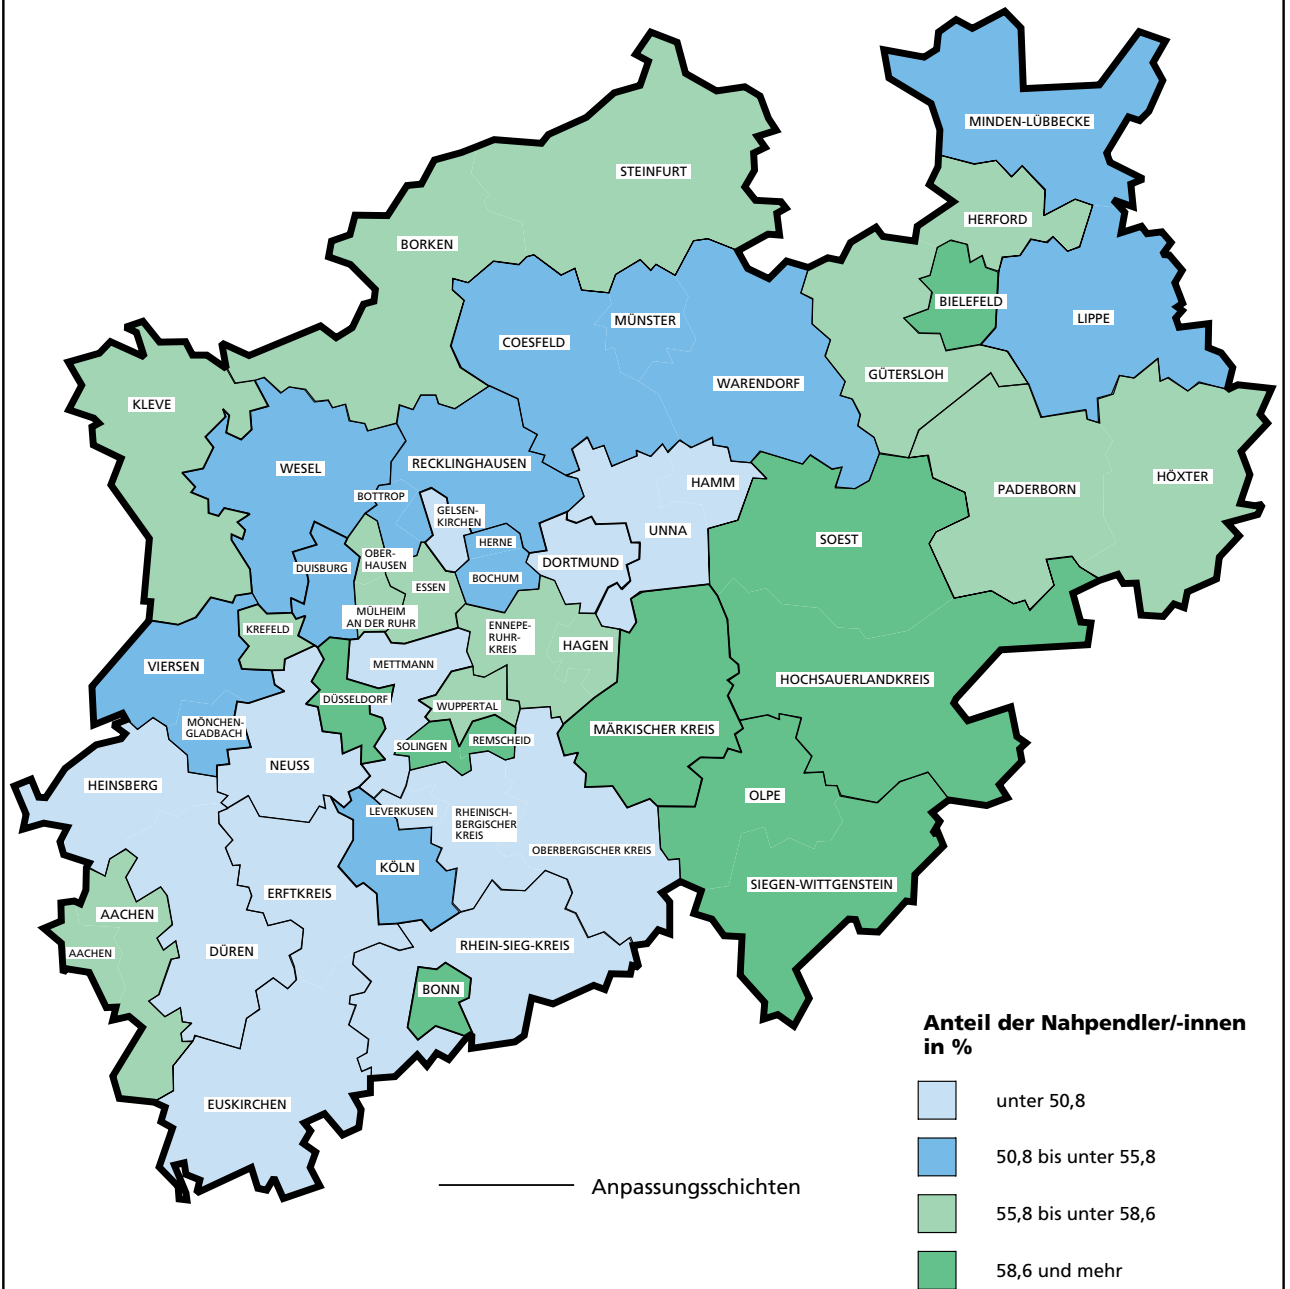 MINDEN-LÜBBECKE
STEINFURT
HERFORD
BORKEN
BIELEFELD
LIPPE
MÜNSTER
COESFELD
GÜTERSLOH
WARENDORF
KLEVE
RECKLINGHAUSEN
WESEL
HÖXTER
HAMM
PADERBORN
BOTTROP
GELSEN-
KIRCHEN
UNNA
SOEST
HERNE
OBER-
HAUSEN
DORTMUND
DUISBURG
BOCHUM
ESSEN
MÜLHEIM
AN DER RUHR
KREFELD
ENNEPE-
RUHR-
KREIS
HAGEN
METTMANN
VIERSEN
HOCHSAUERLANDKREIS
DÜSSELDORF
WUPPERTAL
MÖNCHEN-
GLADBACH
MÄRKISCHER KREIS
REMSCHEID
SOLINGEN
NEUSS
HEINSBERG
OLPE
LEVERKUSEN
RHEINISCH-
BERGISCHER
KREIS
OBERBERGISCHER KREIS
KÖLN
SIEGEN-WITTGENSTEIN
ERFTKREIS
AACHEN
RHEIN-SIEG-KREIS
DÜREN
AACHEN
BONN
EUSKIRCHEN
Anteil der Nahpendler/-innen
in %
unter 50,8
50,8 bis unter 55,8
55,8 bis unter 58,6
58,6 und mehr
Anpassungsschichten